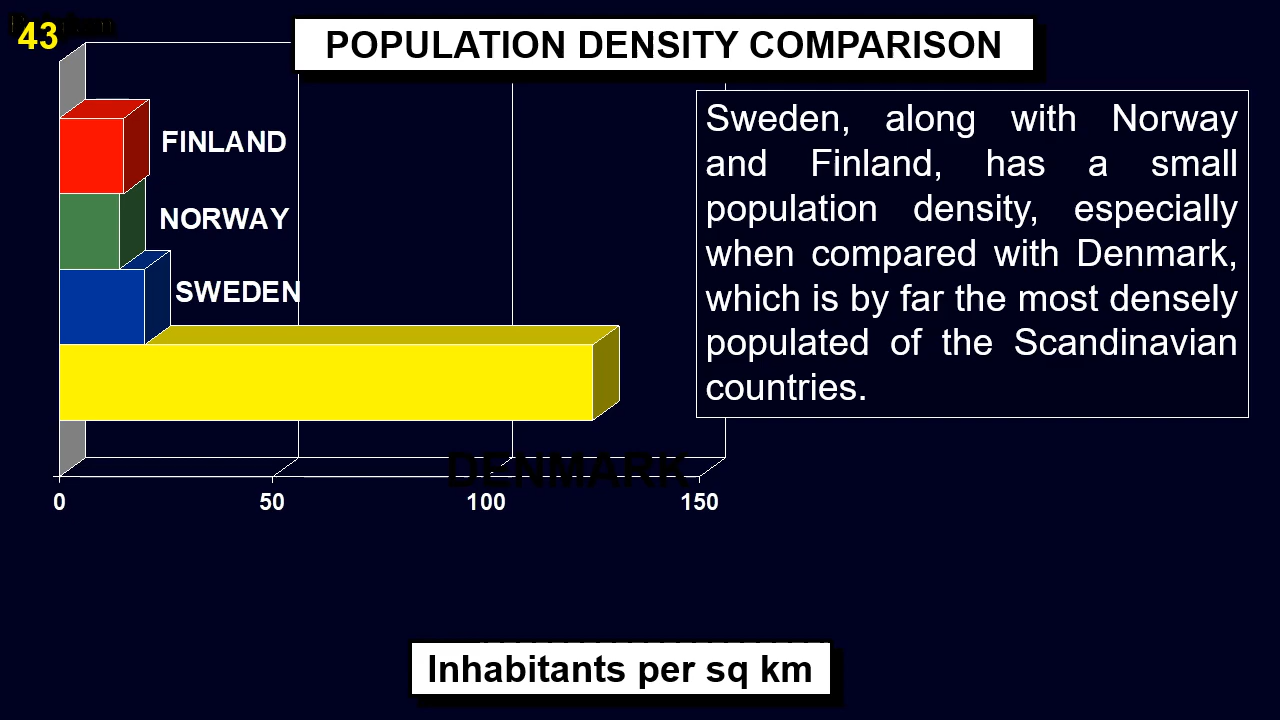 43
POPULATION DENSITY COMPARISON
FINLAND
NORWAY
SWEDEN
DENMARK
0 50 100 150
Sweden, along with Norway
and Finland, has a small
population density, especially
when compared with Denmark,
which is by far the most densely
populated of the Scandinavian
countries.
Inhabitants per sq km